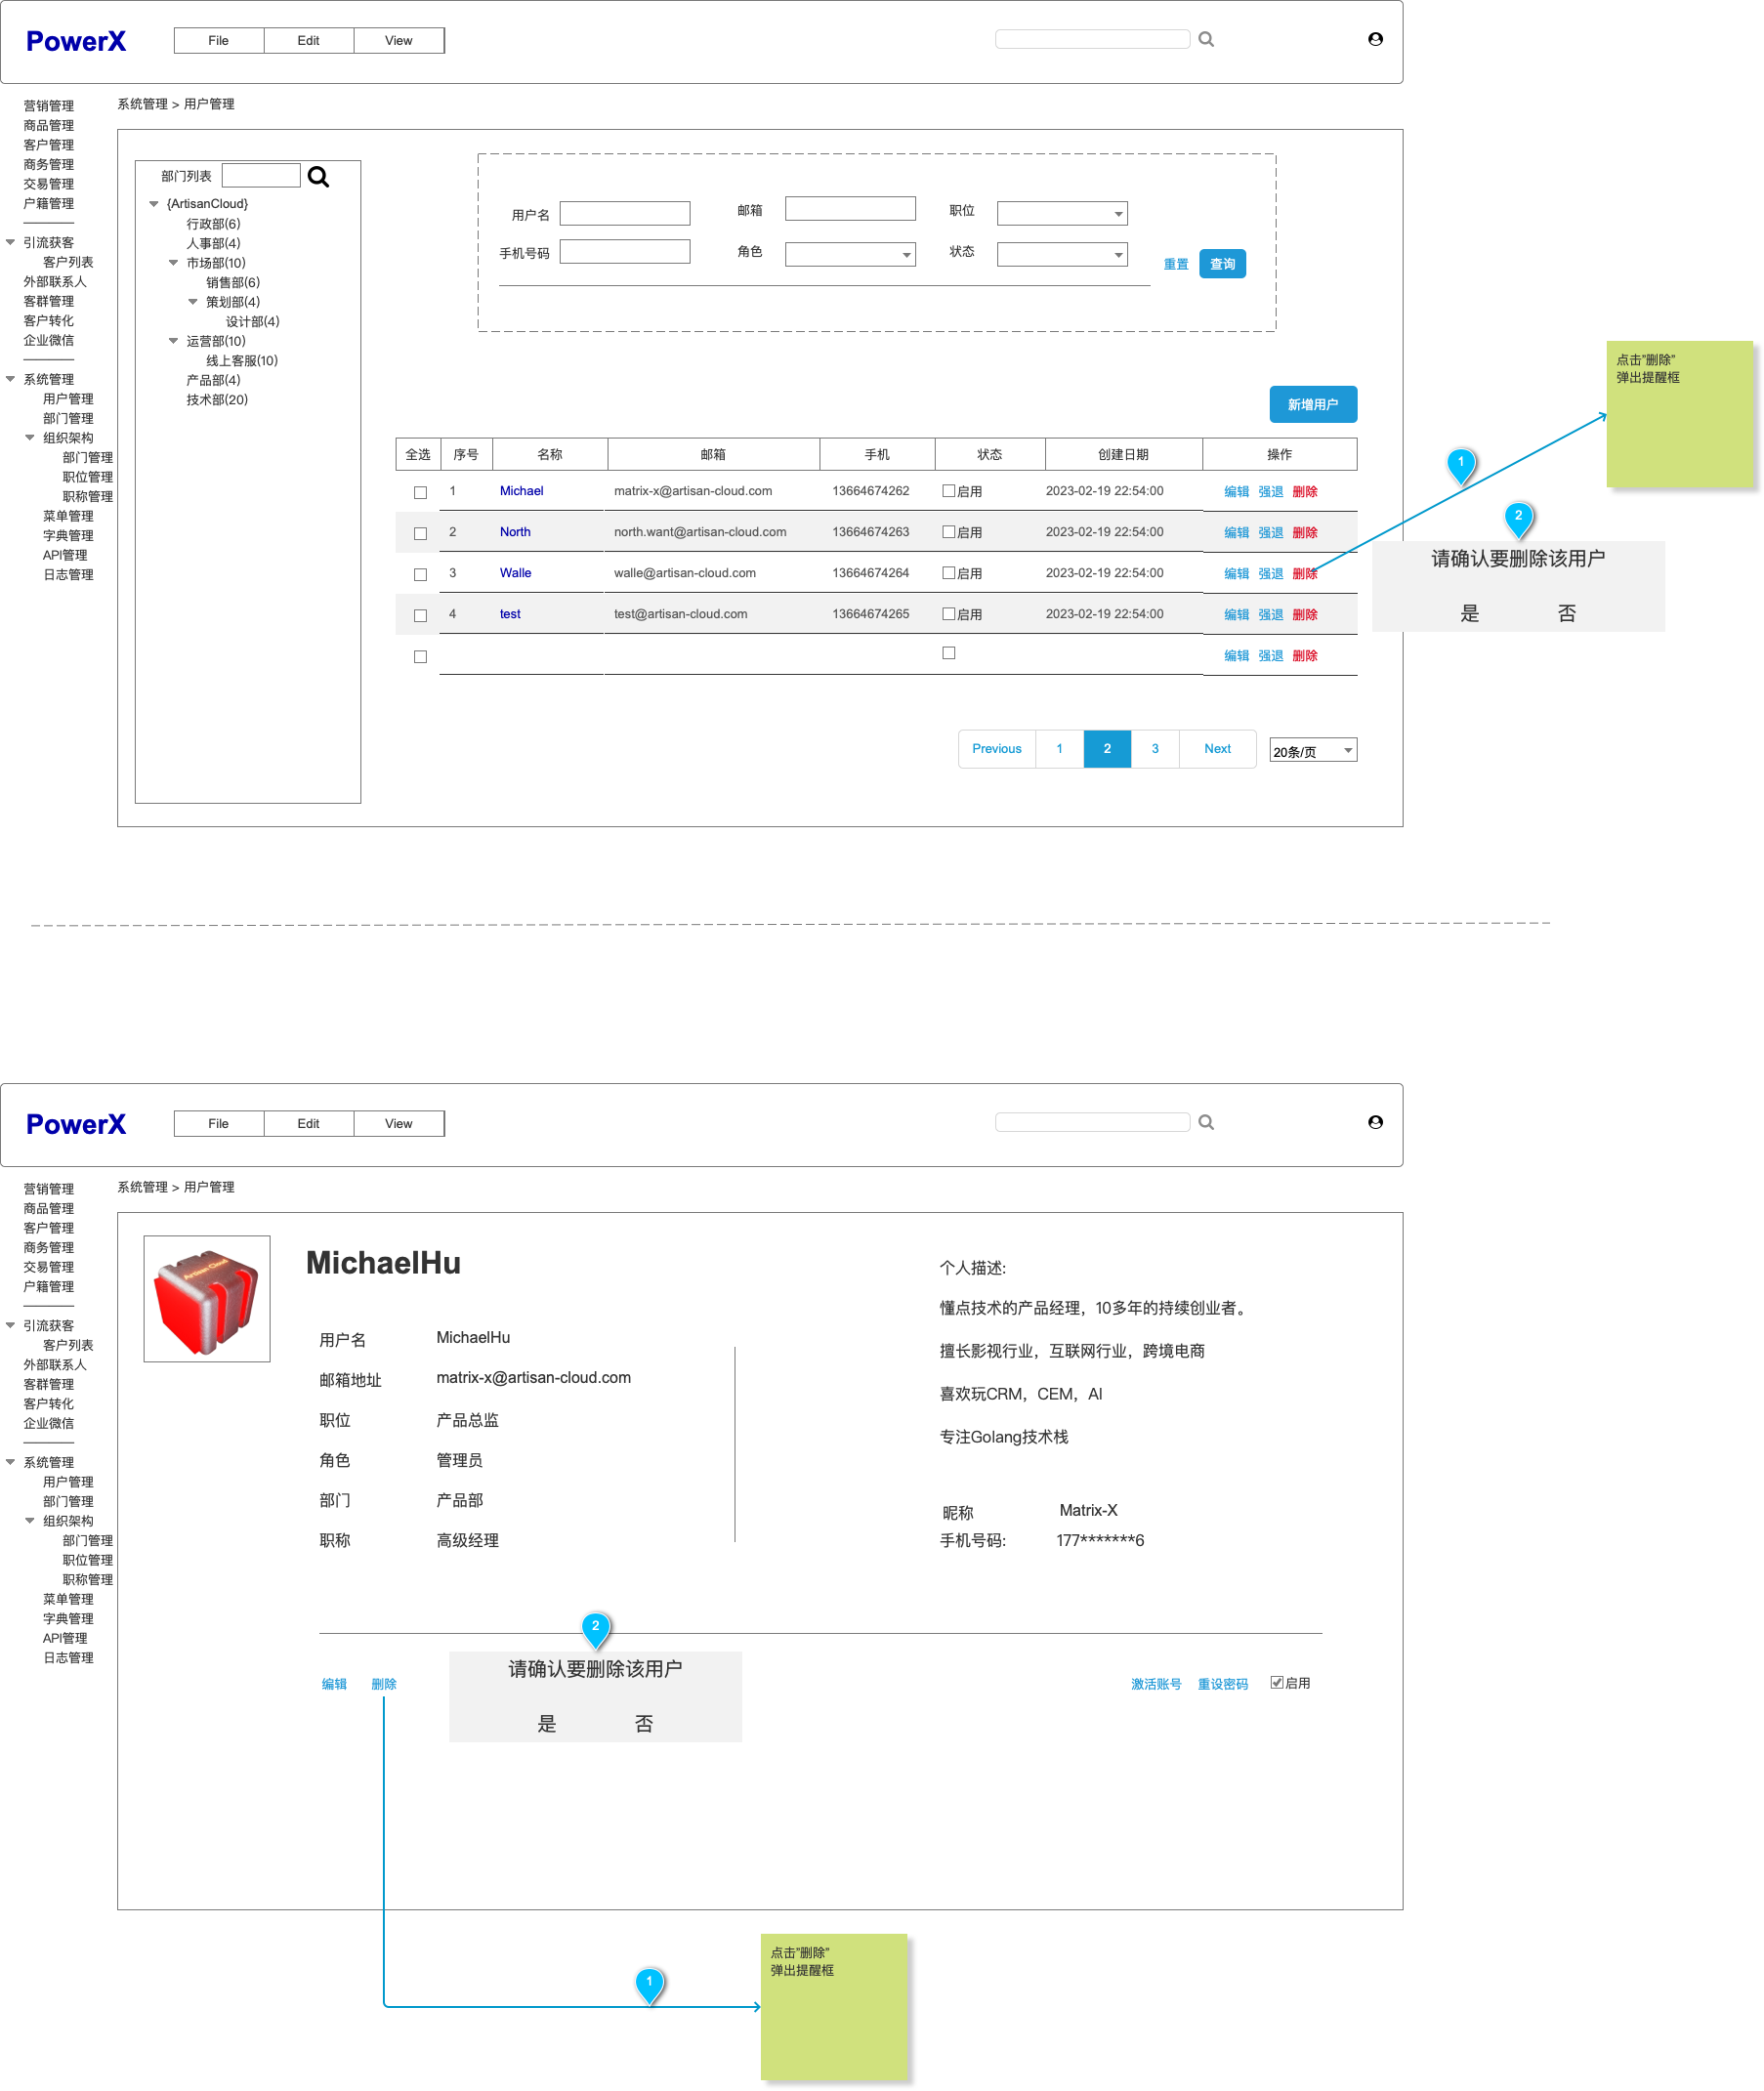 PowerX
File Edit View
系统管理 > 用户管理
营销管理
商品管理
客户管理
商务管理
交易管理
户籍管理
引流获客
客户列表
外部联系人
客群管理
客户转化
企业微信
系统管理
用户管理
部门管理
组织架构
部门管理
职位管理
职称管理
菜单管理
字典管理
API管理
日志管理
部门列表
{ArtisanCloud}
行政部(6)
人事部(4)
市场部(10)
销售部(6)
策划部(4)
设计部(4)
运营部(10)
线上客服(10)
产品部(4)
技术部(20)
用户名 邮箱 职位
手机号码 角色 状态
重置 查询
新增用户
全选 序号 名称 邮箱 手机 状态 创建日期 操作
1 Michael matrix-x@artisan-cloud.com 13664674262 启用 2023-02-19 22:54:00 编辑 强退 删除
2 North north.want@artisan-cloud.com 13664674263 启用 2023-02-19 22:54:00 编辑 强退 删除
3 Walle walle@artisan-cloud.com 13664674264 启用 2023-02-19 22:54:00 编辑 强退 删除
4 test test@artisan-cloud.com 13664674265 启用 2023-02-19 22:54:00 编辑 强退 删除
编辑 强退 删除
Previous 1 2 3 Next 20条/页
点击"删除"
弹出提醒框
1
2
请确认要删除该用户
是 否
PowerX
File Edit View
系统管理 > 用户管理
营销管理
商品管理
客户管理
商务管理
交易管理
户籍管理
引流获客
客户列表
外部联系人
客群管理
客户转化
企业微信
系统管理
用户管理
部门管理
组织架构
部门管理
职位管理
职称管理
菜单管理
字典管理
API管理
日志管理
Artisan Cloud
MichaelHu
用户名 MichaelHu
邮箱地址 matrix-x@artisan-cloud.com
职位 产品总监
角色 管理员
部门 产品部
职称 高级经理
个人描述:
懂点技术的产品经理，10多年的持续创业者。
擅长影视行业，互联网行业，跨境电商
喜欢玩CRM，CEM，AI
专注Golang技术栈
昵称 Matrix-X
手机号码: 177*******6
2
请确认要删除该用户
是 否
编辑 删除
激活账号 重设密码 启用
1
点击"删除"
弹出提醒框